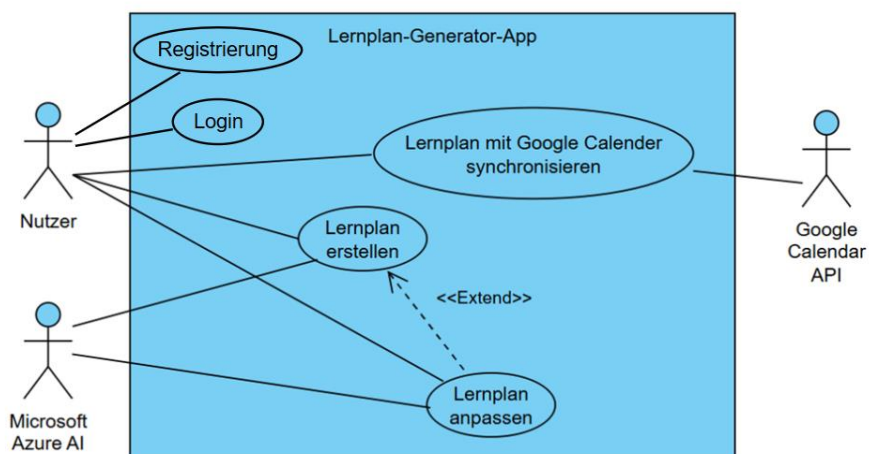 Lernplan-Generator-App
Registrierung
Login
Lernplan mit Google Calender
synchronisieren
Nutzer
Google
Calendar
API
Lernplan
erstellen
<<Extend>>
Lernplan
anpassen
Microsoft
Azure AI